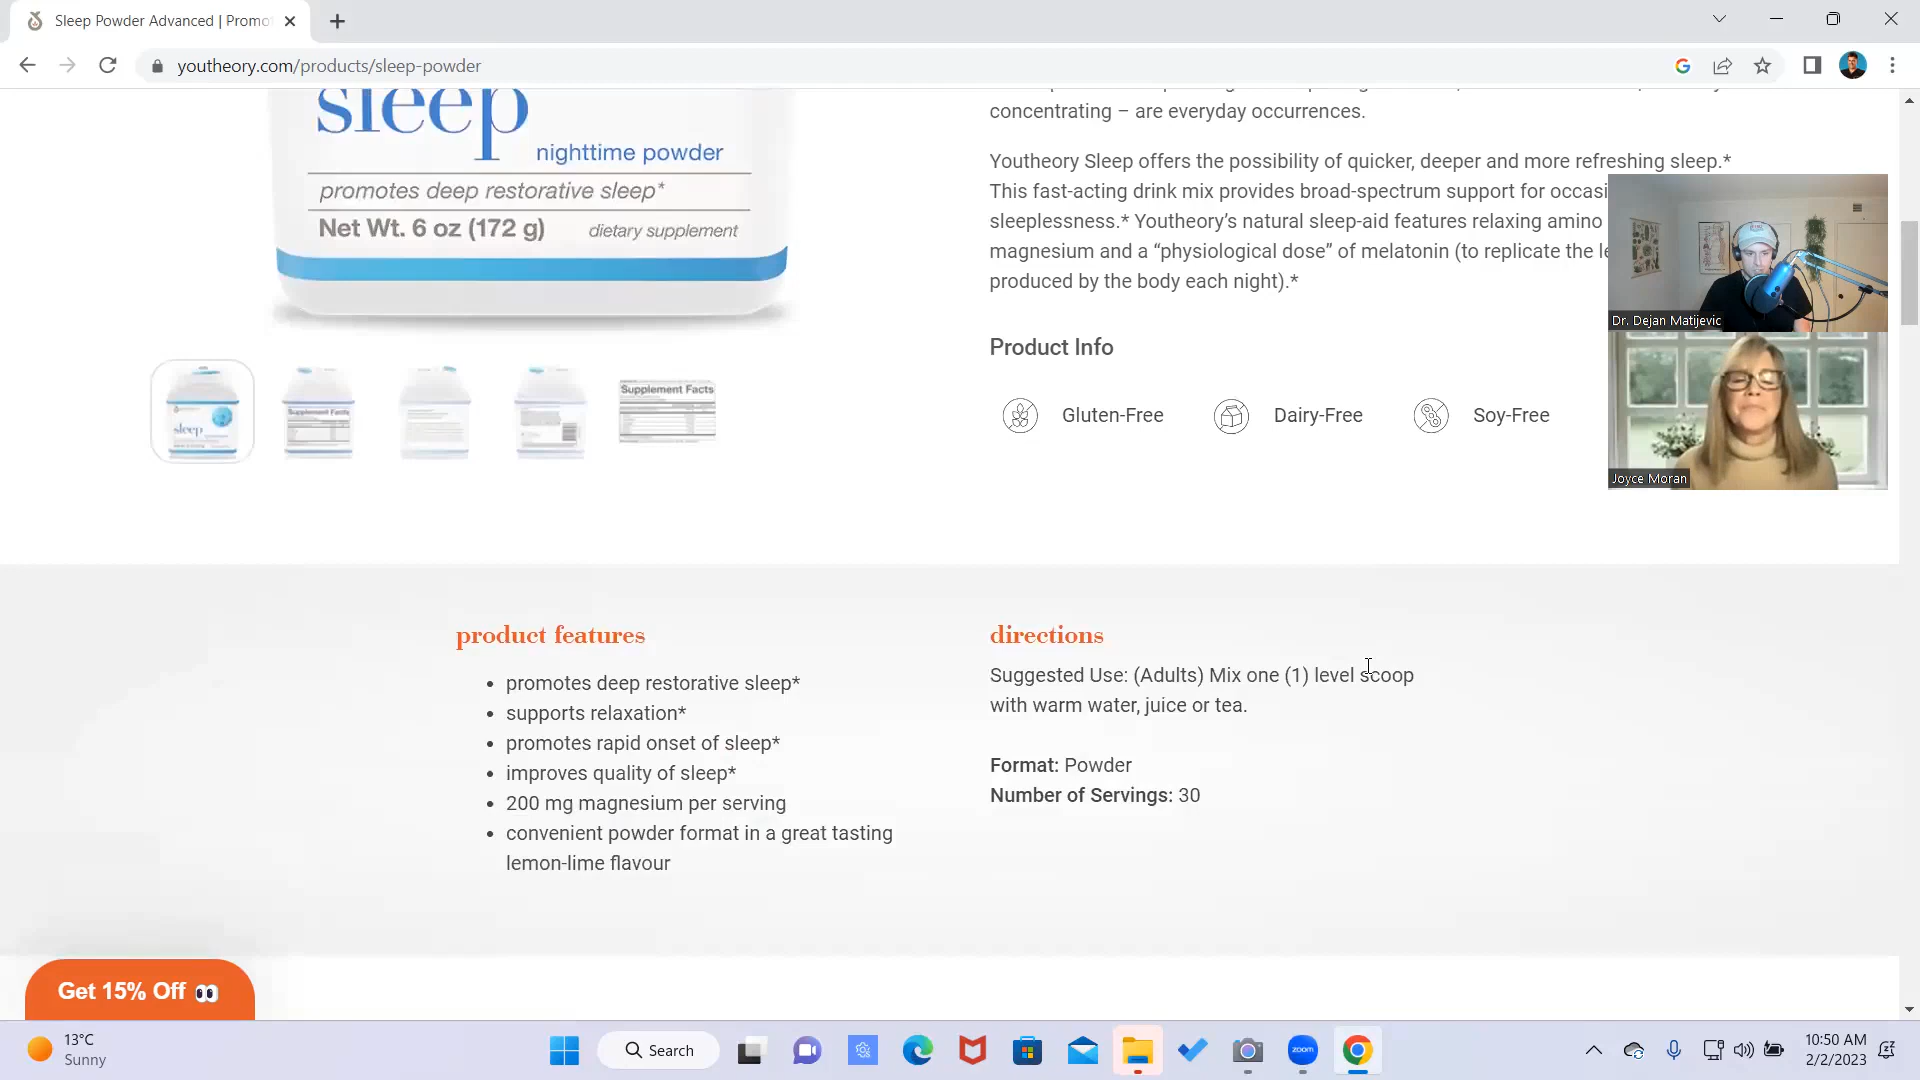 Sleep Powder Advanced | Promo
youtheory.com/products/sleep-powder
sleep
nighttime powder
promotes deep restorative sleep*
Net Wt. 6 oz (172 g)
dietary supplement
Supplement Facts
sleep
Supplement Facts
concentrating – are everyday occurrences.
Youtheory Sleep offers the possibility of quicker, deeper and more refreshing sleep.*
This fast-acting drink mix provides broad-spectrum support for occasi
sleeplessness.* Youtheory’s natural sleep-aid features relaxing amino
magnesium and a “physiological dose” of melatonin (to replicate the le
produced by the body each night).*
Product Info
Gluten-Free
Dairy-Free
Soy-Free
Dr. Dejan Matijevic
Joyce Moran
product features
promotes deep restorative sleep*
supports relaxation*
promotes rapid onset of sleep*
improves quality of sleep*
200 mg magnesium per serving
convenient powder format in a great tasting
lemon-lime flavour
directions
Suggested Use: (Adults) Mix one (1) level scoop
with warm water, juice or tea.
Format: Powder
Number of Servings: 30
Get 15% Off
13°C
Sunny
Search
zoom
10:50 AM
2/2/2023